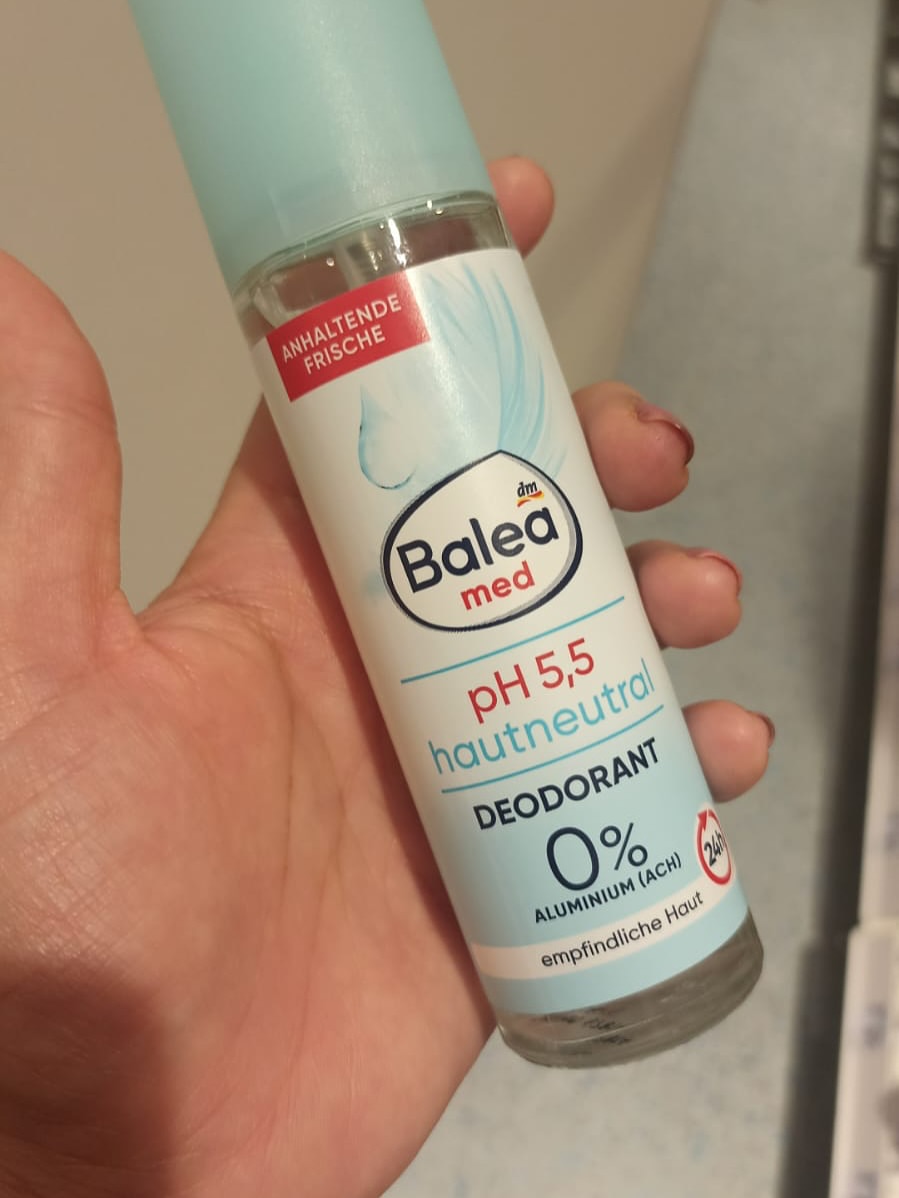 ANHALTENDE
FRISCHE
dm
Balea
med
pH 5,5
hautneutral
DEODORANT
0%
ALUMINIUM (ACH)
24h
empfindliche Haut